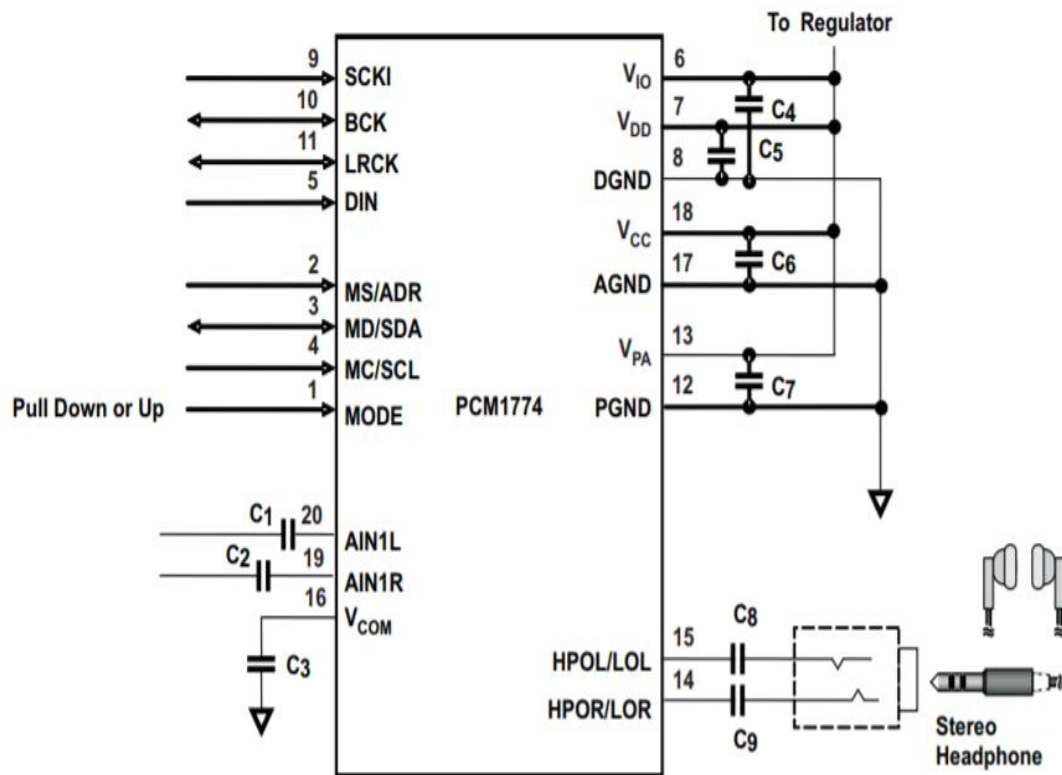 To Regulator
9
SCKI
10
BCK
11
LRCK
5
DIN
2
MS/ADR
3
MD/SDA
4
MC/SCL
1
Pull Down or Up
MODE
C1
20
AIN1L
C2
19
AIN1R
16
VCOM
C3
PCM1774
6
VIO
C4
7
VDD
C5
8
DGND
18
VCC
C6
17
AGND
13
VPA
C7
12
PGND
C8
15
HPOL/LOL
14
HPOR/LOR
C9
Stereo
Headphone